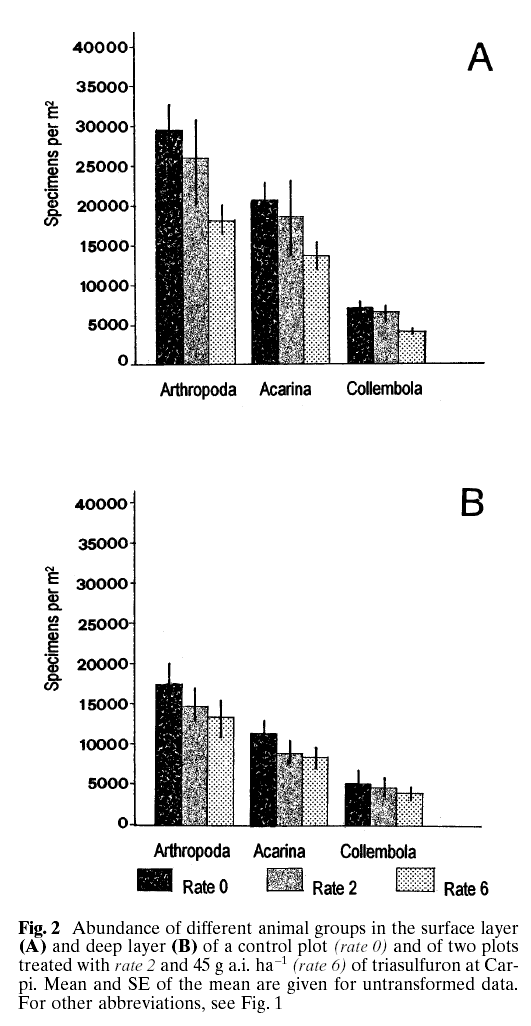 A
40000
35000
30000
25000
20000
15000
10000
5000
0
Specimens per m²
Arthropoda Acarina Collembola
B
40000
35000
30000
25000
20000
15000
10000
5000
0
Specimens per m²
Arthropoda Acarina Collembola
Rate 0 Rate 2 Rate 6
Fig. 2 Abundance of different animal groups in the surface layer
(A) and deep layer (B) of a control plot (rate 0) and of two plots
treated with rate 2 and 45 g a.i. ha⁻¹ (rate 6) of triasulfuron at Car-
pi. Mean and SE of the mean are given for untransformed data.
For other abbreviations, see Fig. 1